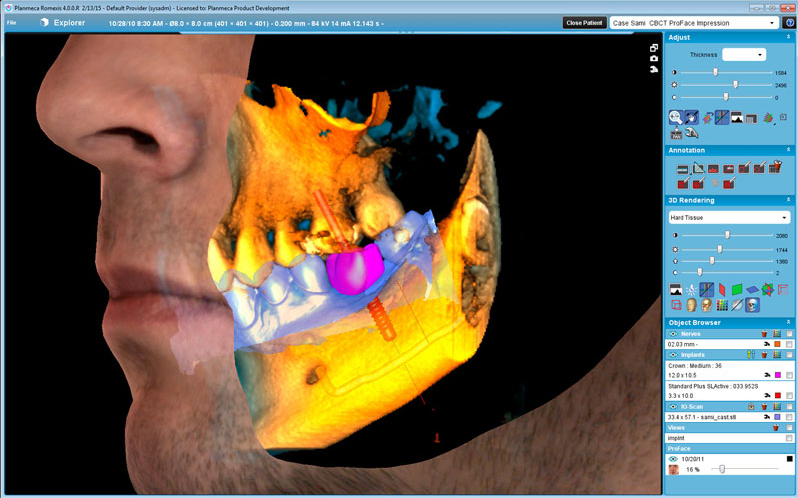 Planmeca Romexis 4.0.0.R 2/13/15 - Default Provider (sysadm) - Licensed to: Planmeca Product Development
File
Explorer
10/28/10 8:30 AM - Ø8.0 × 8.0 cm (401 × 401 × 401) - 0.200 mm - 84 kV 14 mA 12.143 s -
Close Patient
Case Sami CBCT ProFace Impression
Adjust
Thickness
1584
2496
0
Annotation
3D Rendering
Hard Tissue
2080
1744
1360
2
Object Browser
Nerves
02.03 mm -
Implants
Crown : Medium : 36
12.0 x 10.5
Standard Plus SLActive : 033.952S
3.3 x 10.0
IO Scan
33.4 x 57.1 - sami_cast.stl
Views
implnt
ProFace
10/20/11
16 %